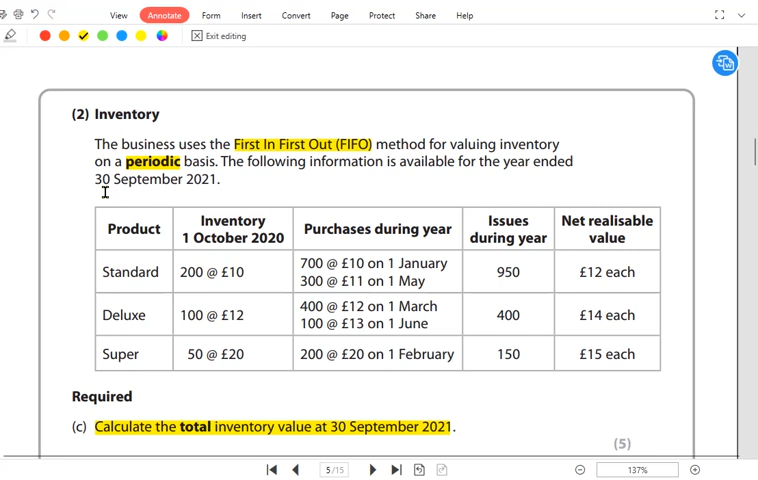 View Annotate Form Insert Convert Page Protect Share Help
Exit editing
(2) Inventory
The business uses the First In First Out (FIFO) method for valuing inventory
on a periodic basis. The following information is available for the year ended
30 September 2021.
Product
Inventory
1 October 2020
Purchases during year
Issues
during year
Net realisable
value
Standard
200 @ £10
700 @ £10 on 1 January
300 @ £11 on 1 May
950
£12 each
Deluxe
100 @ £12
400 @ £12 on 1 March
100 @ £13 on 1 June
400
£14 each
Super
50 @ £20
200 @ £20 on 1 February
150
£15 each
Required
(c) Calculate the total inventory value at 30 September 2021.
(5)
5 /15
137%